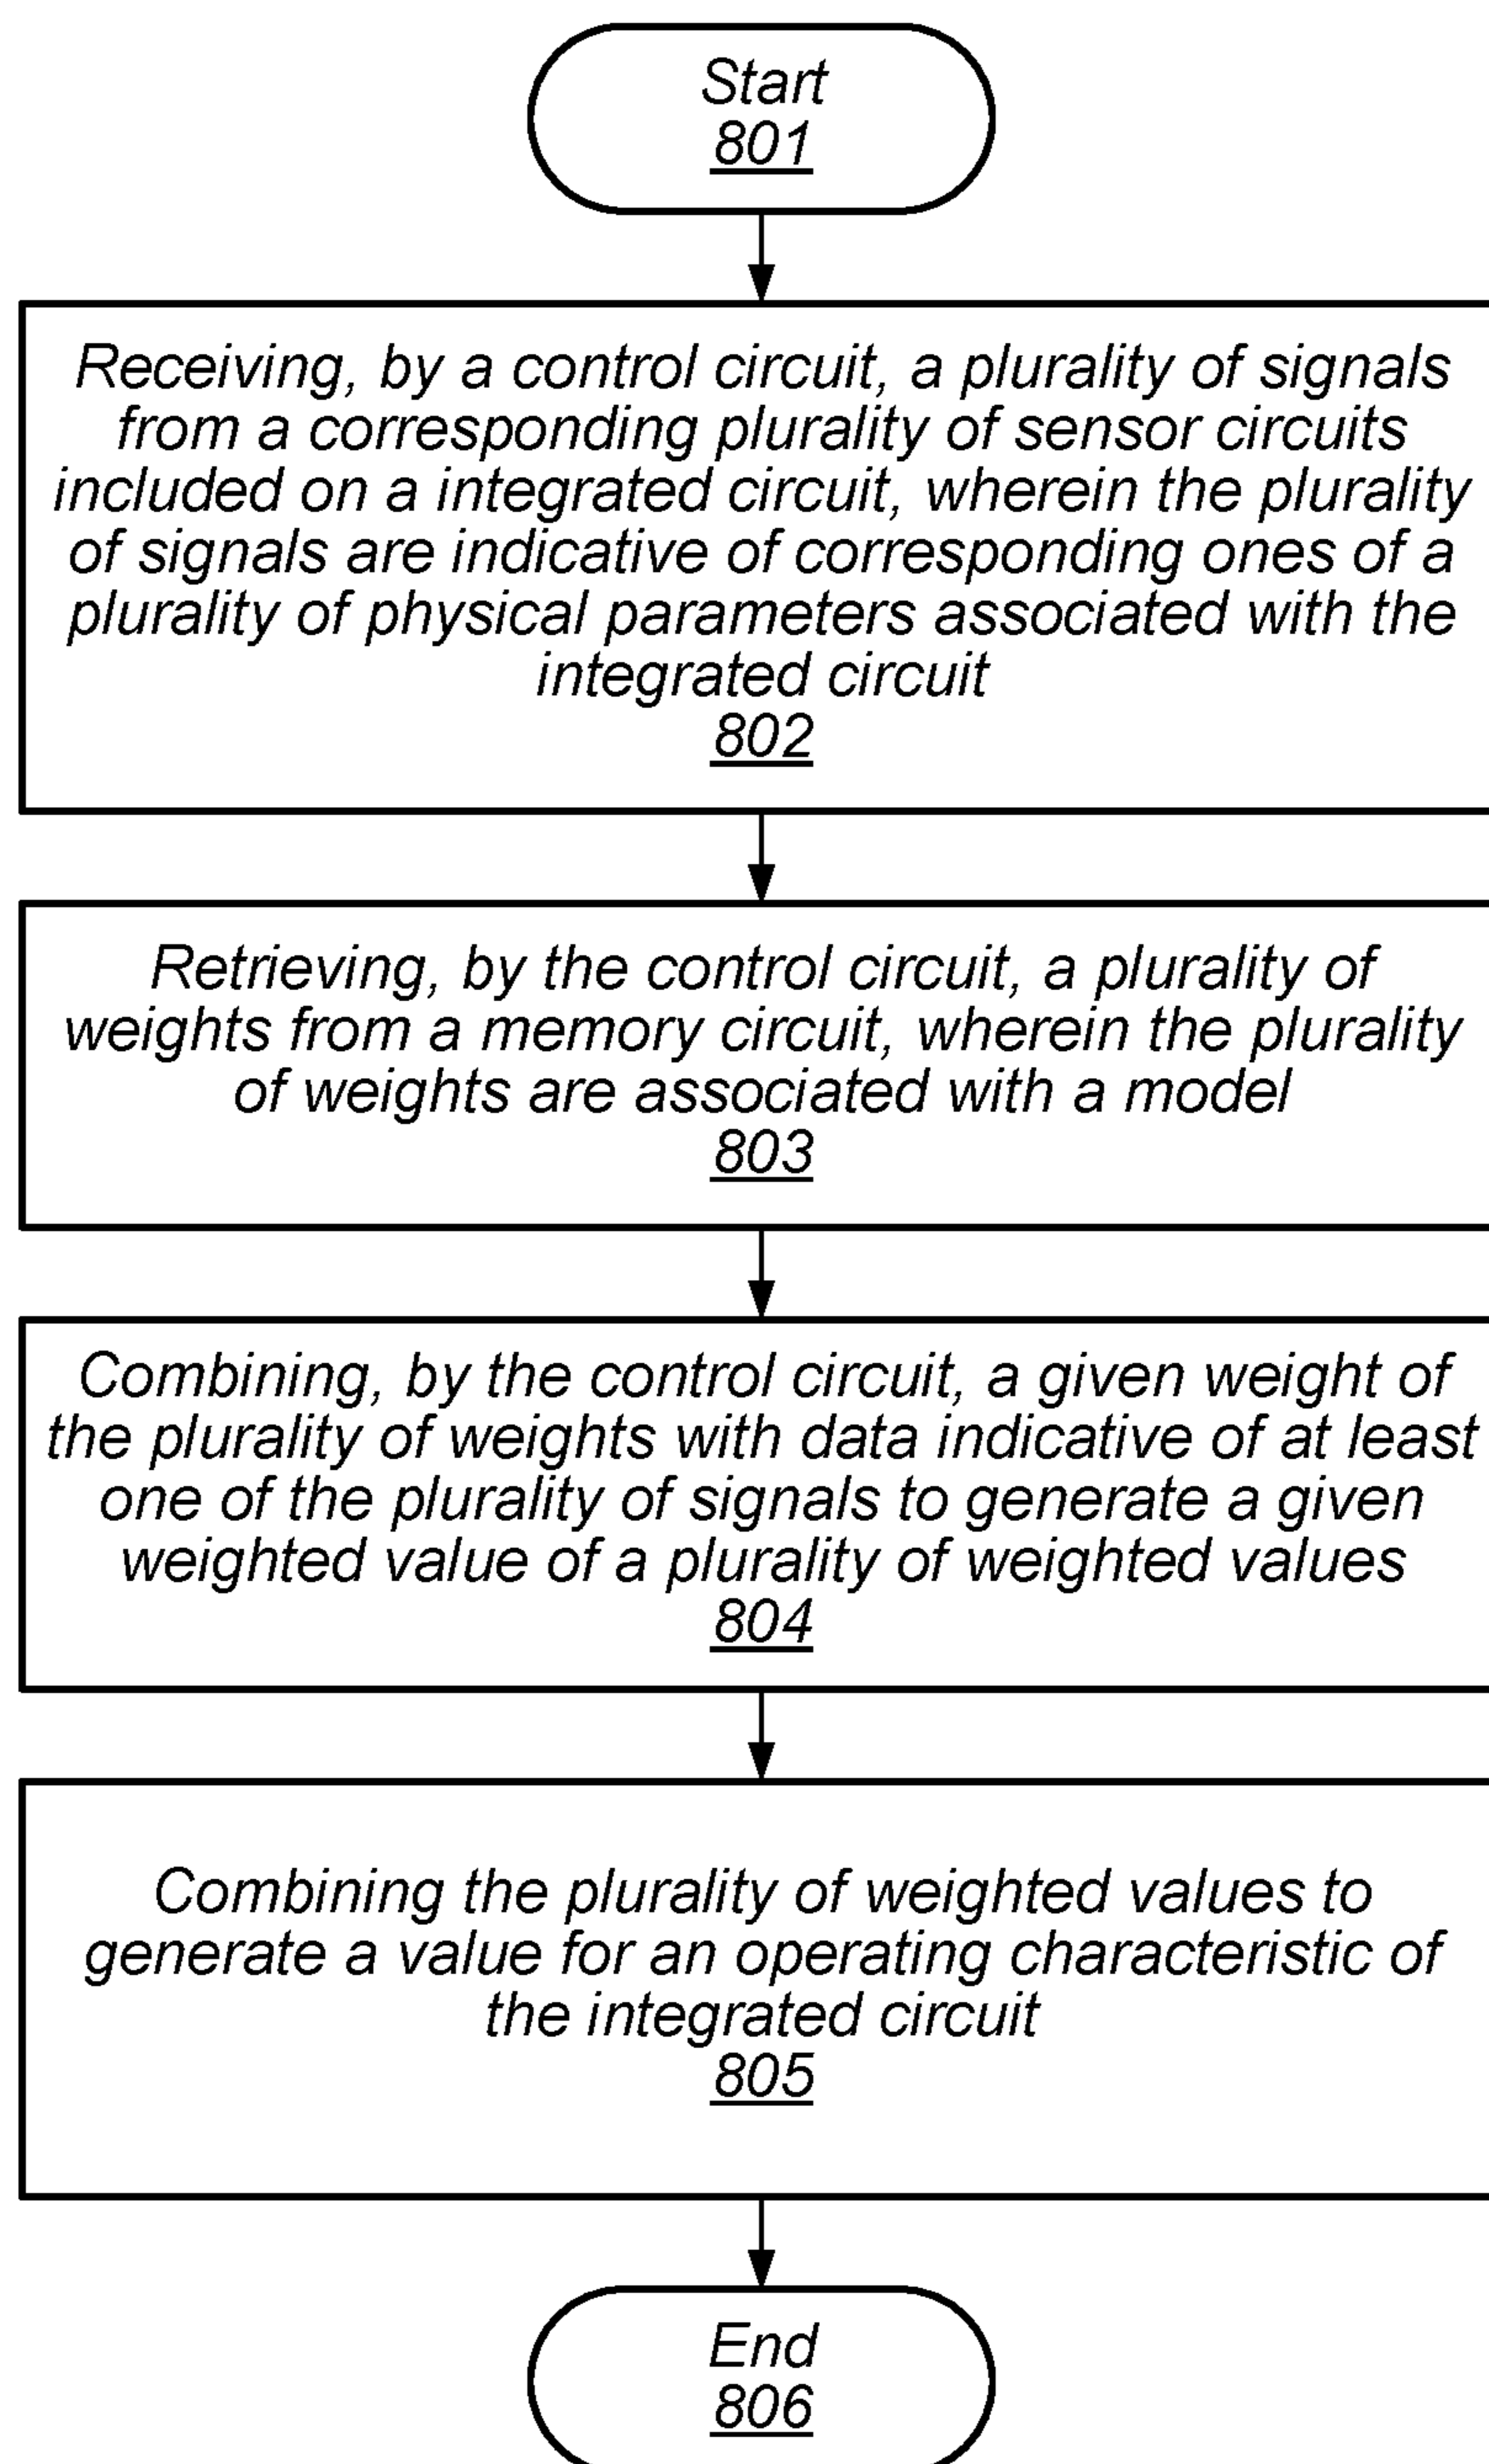 Start
801
Receiving, by a control circuit, a plurality of signals
from a corresponding plurality of sensor circuits
included on a integrated circuit, wherein the plurality
of signals are indicative of corresponding ones of a
plurality of physical parameters associated with the
integrated circuit
802
Retrieving, by the control circuit, a plurality of
weights from a memory circuit, wherein the plurality
of weights are associated with a model
803
Combining, by the control circuit, a given weight of
the plurality of weights with data indicative of at least
one of the plurality of signals to generate a given
weighted value of a plurality of weighted values
804
Combining the plurality of weighted values to
generate a value for an operating characteristic of
the integrated circuit
805
End
806